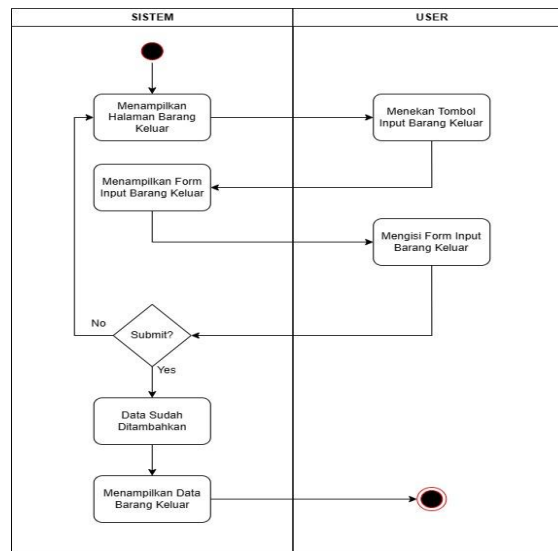 SISTEM
USER
Menampilkan
Halaman Barang
Keluar
Menekan Tombol
Input Barang Keluar
Menampilkan Form
Input Barang Keluar
Mengisi Form Input
Barang Keluar
No
Submit?
Yes
Data Sudah
Ditambahkan
Menampilkan Data
Barang Keluar